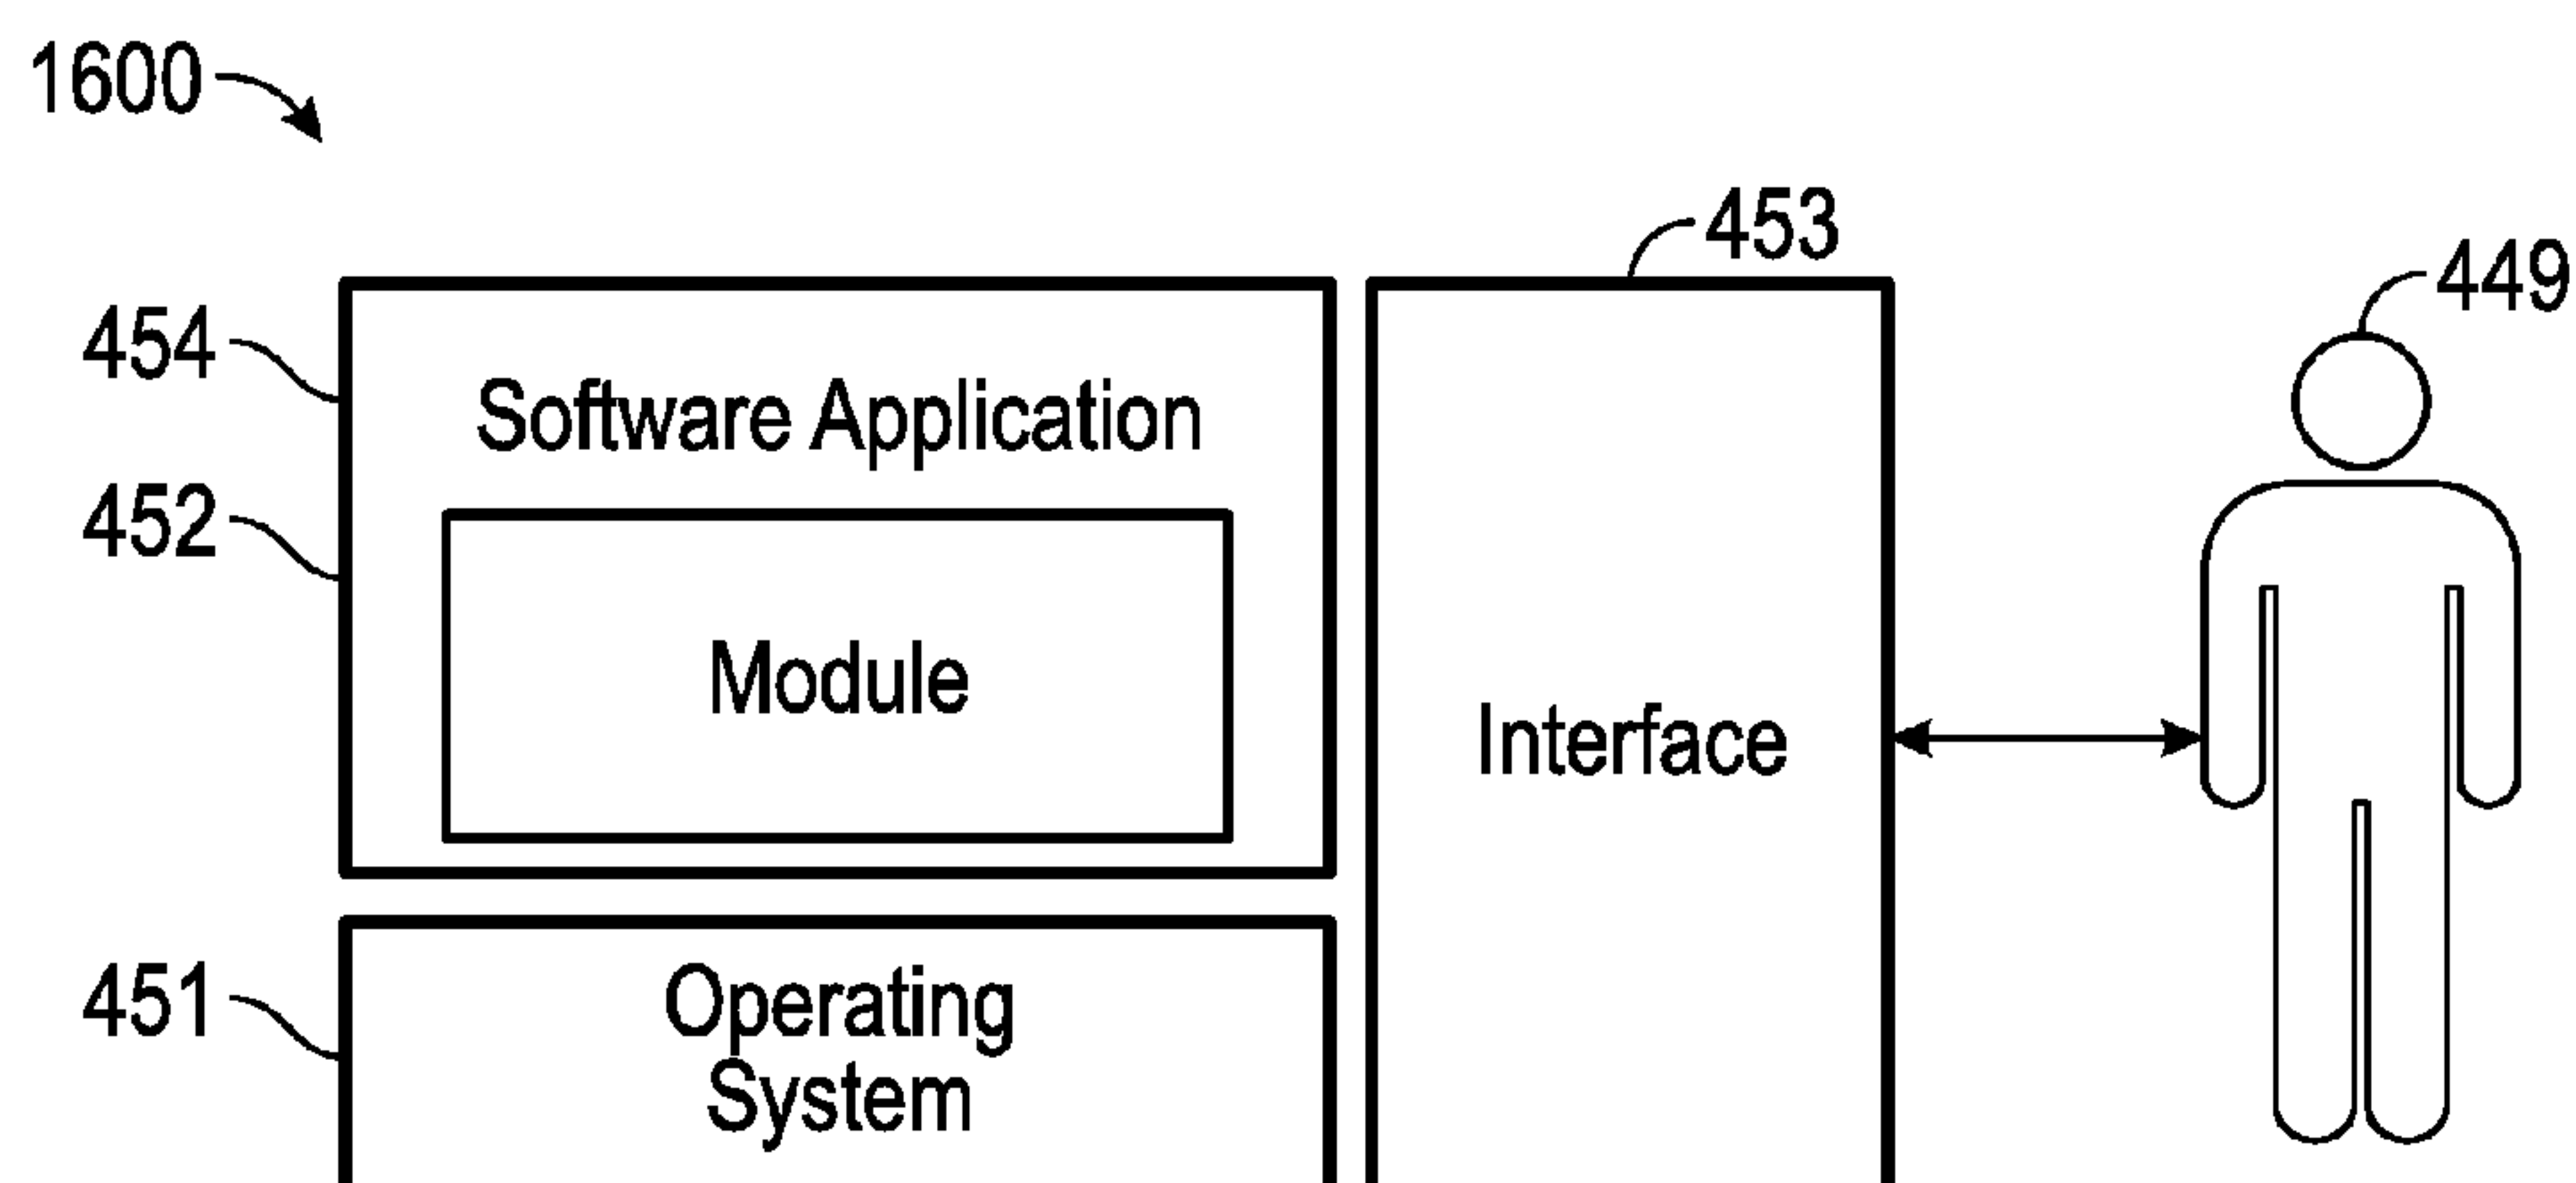 1600
453
449
454
Software Application
452
Module
Interface
451
Operating
System